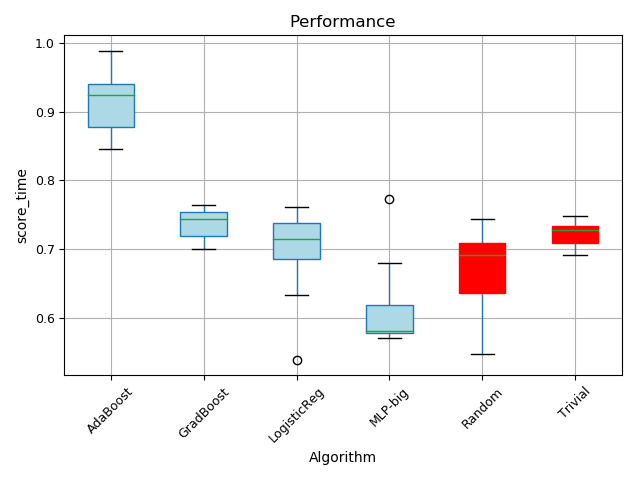 Performance
1.0
0.9
0.8
0.7
0.6
score_time
AdaBoost
GradBoost
LogisticReg
MLP-big
Random
Trivial
Algorithm